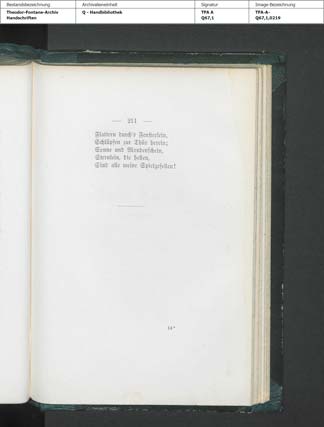 Bestandsbezeichnung Archivalieneinheit Signatur Image-Bezeichnung
Theodor-Fontane-Archiv Q - Handbibliothek TFA A TFA-A-
Handschriften Q67,1 Q67,1,0219
— 211 —
Flattern durch's Fensterlein,
Schlüpfen zur Thür herein;
Sonne und Mondenschein,
Sternlein, die hellen,
Sind alle meine Spielgesellen!
14*